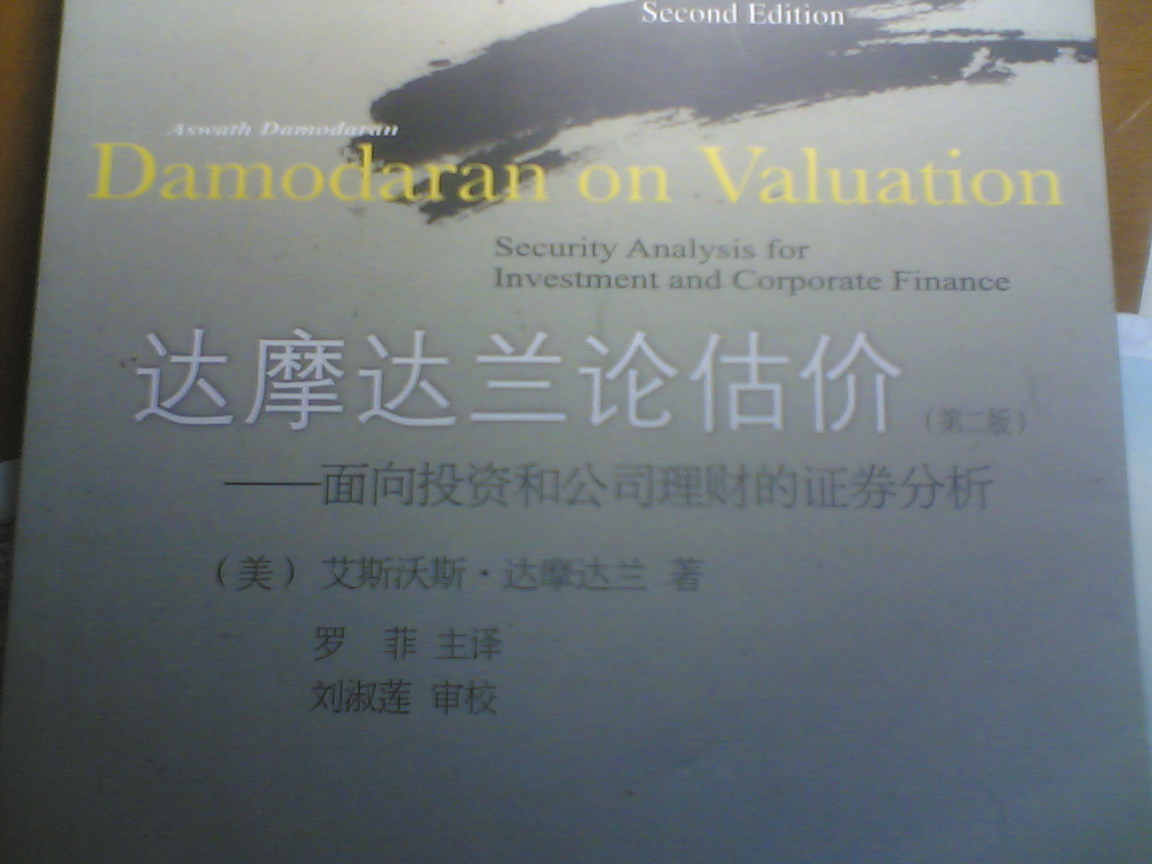 Second Edition
Aswath Damodaran
Damodaran on Valuation
Security Analysis for
Investment and Corporate Finance
达摩达兰论估价
（第二版）
——面向投资和公司理财的证券分析
（美）艾斯沃斯·达摩达兰 著
罗 菲 主译
刘淑莲 审校